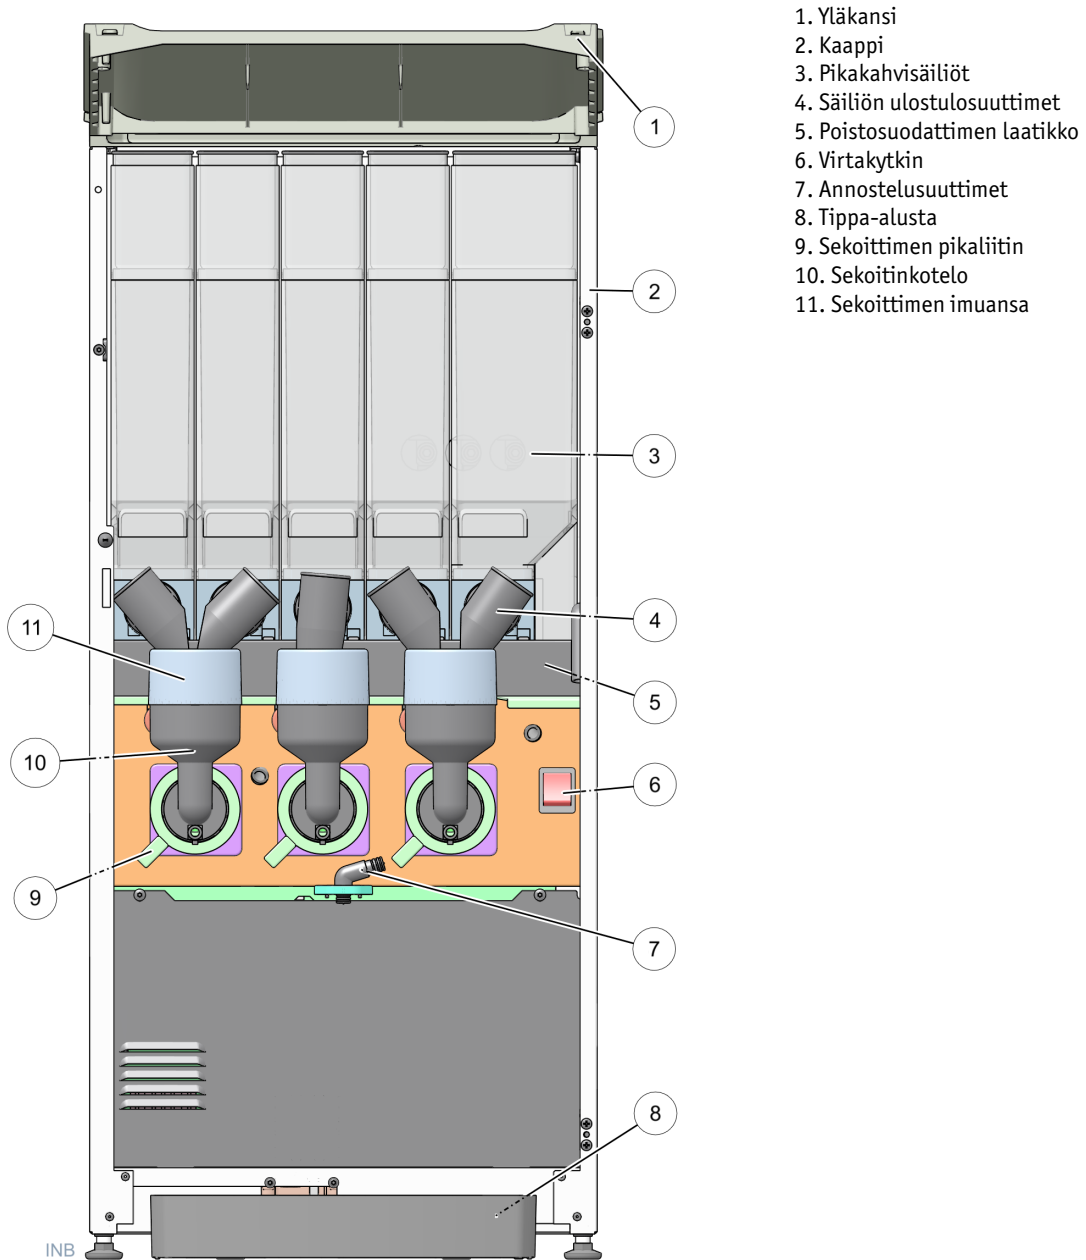 1. Yläkansi
2. Kaappi
3. Pikakahvisäiliöt
4. Säiliön ulostulosuuttimet
5. Poistosuodattimen laatikko
6. Virtakytkin
7. Annostelusuuttimet
8. Tippa-alusta
9. Sekoittimen pikaliitin
10. Sekoitinkotelo
11. Sekoittimen imuansa
1
2
3
4
11
5
10
6
9
7
8
INB